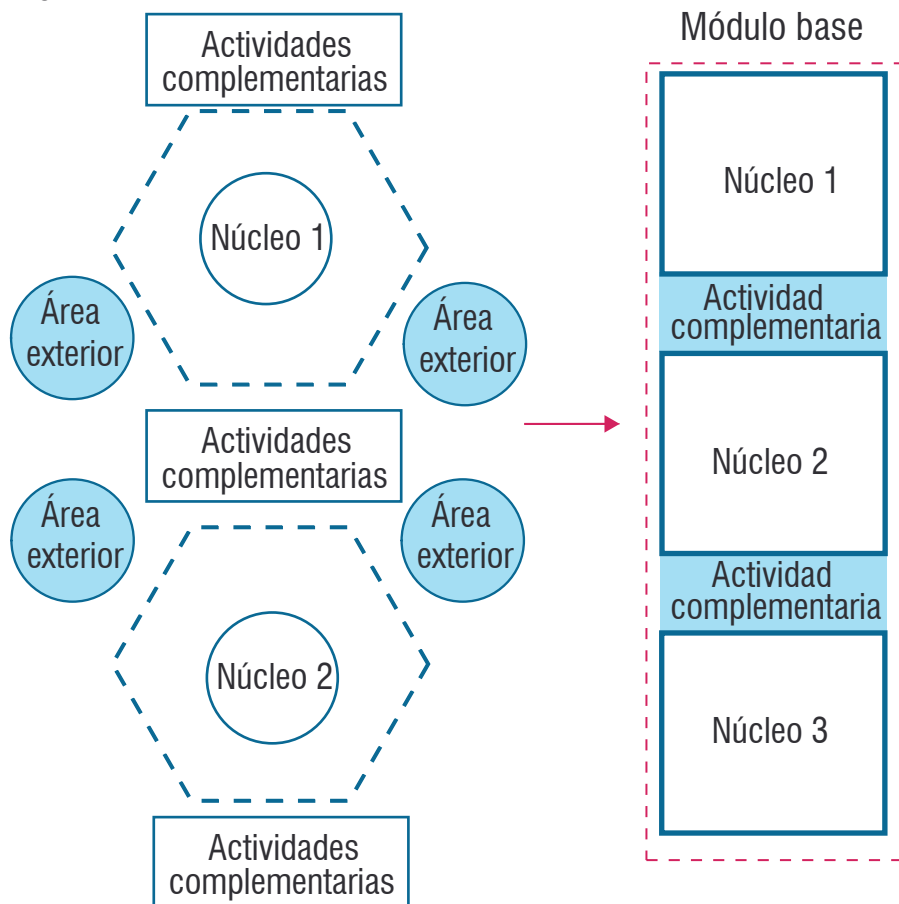 Actividades
complementarias
Núcleo 1
Área
exterior
Área
exterior
Actividades
complementarias
Área
exterior
Área
exterior
Núcleo 2
Actividades
complementarias
Módulo base
Núcleo 1
Actividad
complementaria
Núcleo 2
Actividad
complementaria
Núcleo 3